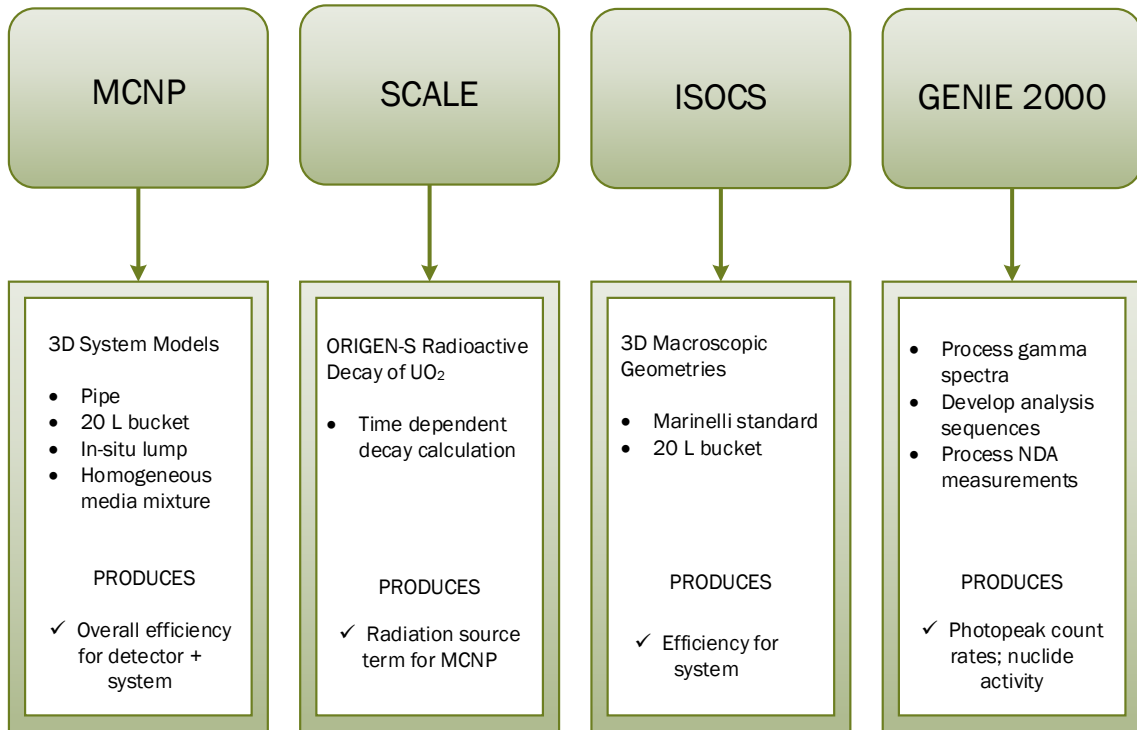 MCNP
SCALE
ISOCS
GENIE 2000
3D System Models
• Pipe
• 20 L bucket
• In-situ lump
• Homogeneous
media mixture
PRODUCES
✓ Overall efficiency
for detector +
system
ORIGEN-S Radioactive
Decay of UO₂
• Time dependent
decay calculation
PRODUCES
✓ Radiation source
term for MCNP
3D Macroscopic
Geometries
• Marinelli standard
• 20 L bucket
PRODUCES
✓ Efficiency for
system
• Process gamma
spectra
• Develop analysis
sequences
• Process NDA
measurements
PRODUCES
✓ Photopeak count
rates; nuclide
activity